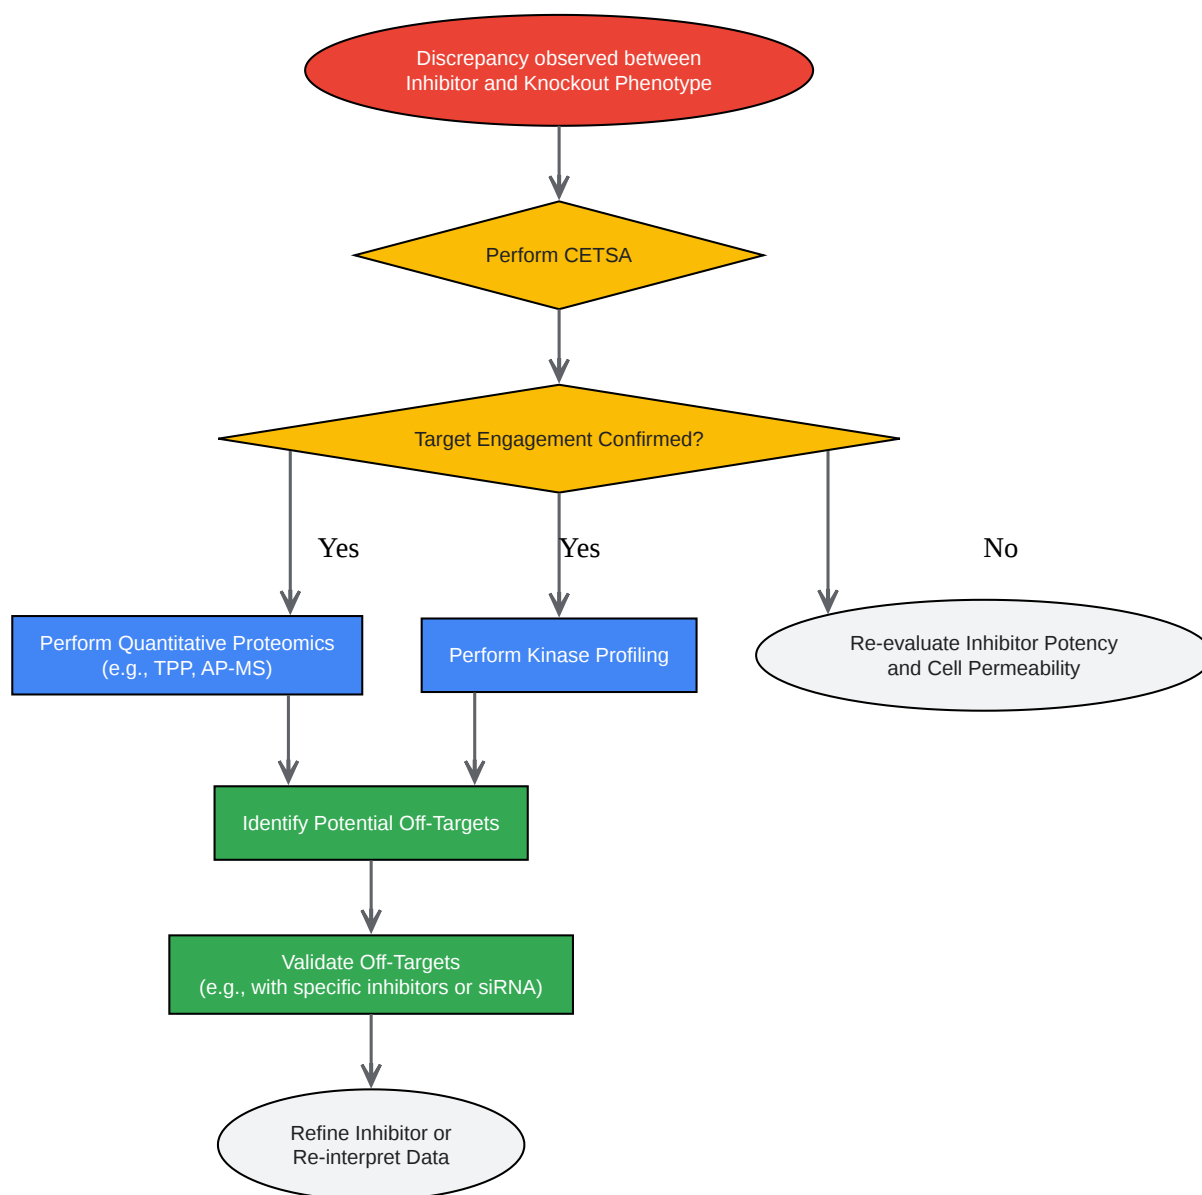 Discrepancy observed between
Inhibitor and Knockout Phenotype
Perform CETSA
Target Engagement Confirmed?
Yes
Yes
No
Perform Quantitative Proteomics
(e.g., TPP, AP-MS)
Perform Kinase Profiling
Re-evaluate Inhibitor Potency
and Cell Permeability
Identify Potential Off-Targets
Validate Off-Targets
(e.g., with specific inhibitors or siRNA)
Refine Inhibitor or
Re-interpret Data